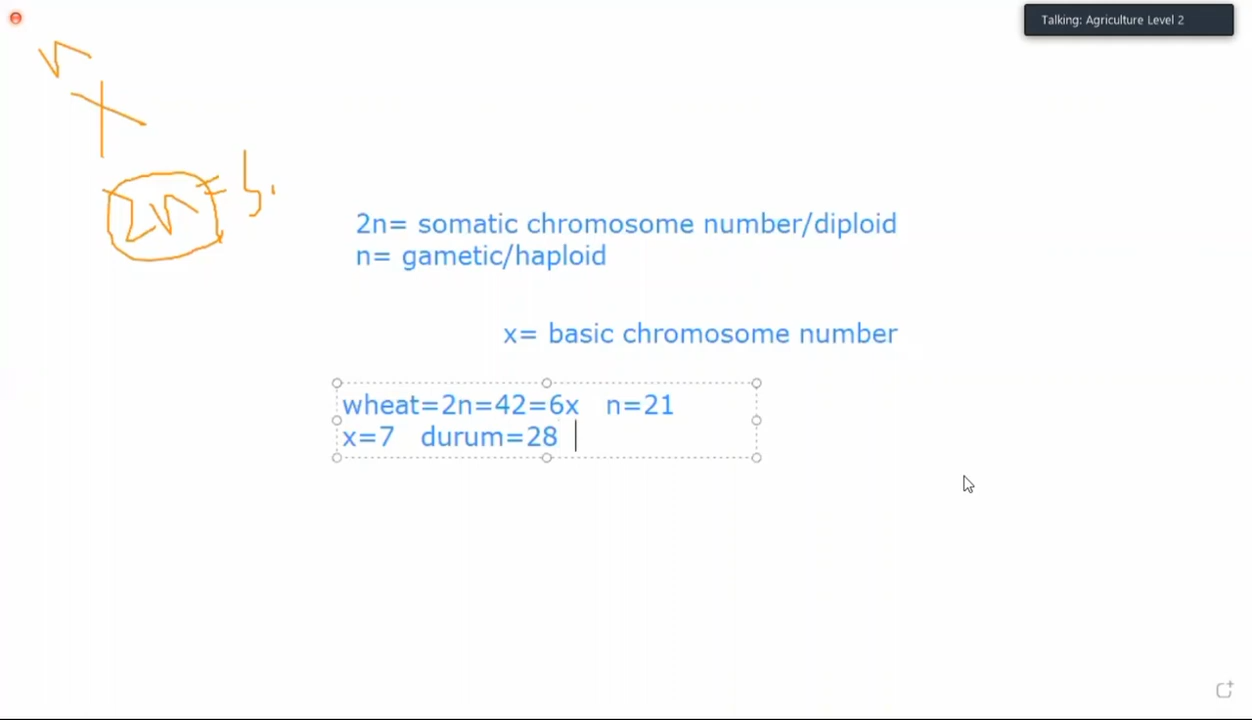 Talking: Agriculture Level 2
n
x
2n = b.
2n= somatic chromosome number/diploid
n= gametic/haploid
x= basic chromosome number
wheat=2n=42=6x n=21
x=7 durum=28